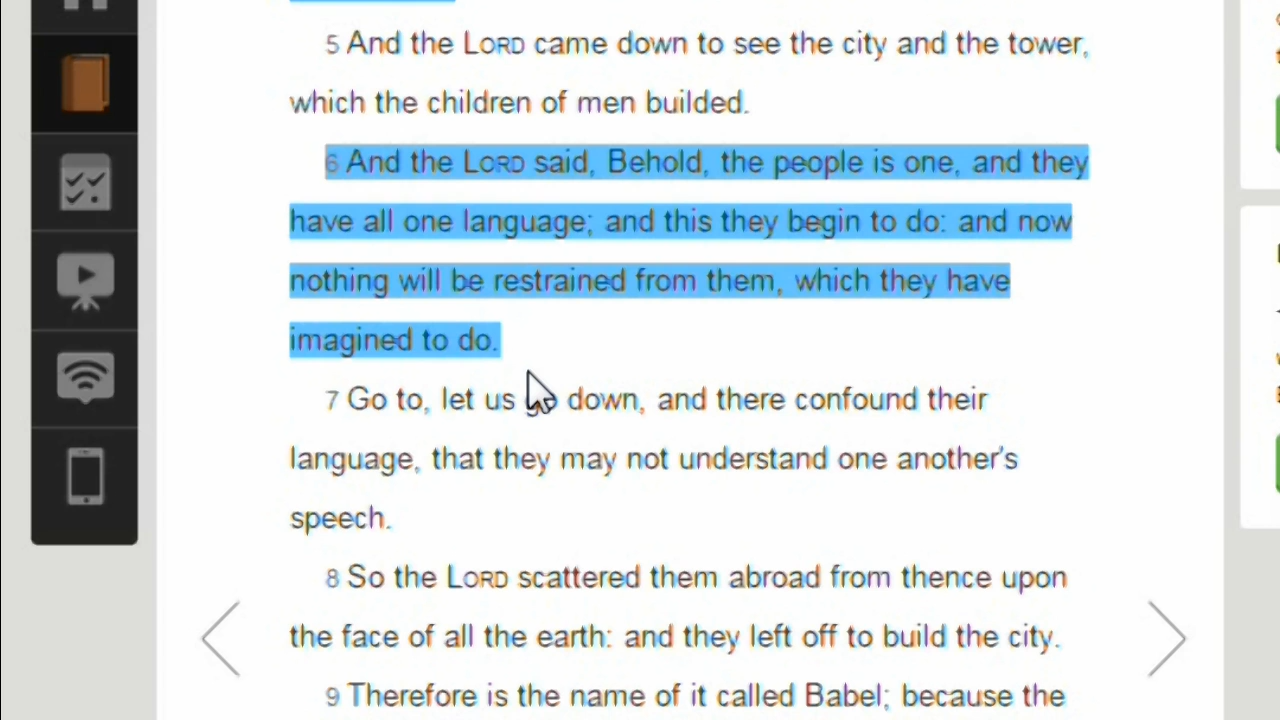 5 And the LORD came down to see the city and the tower,
which the children of men builded.
6 And the LORD said, Behold, the people is one, and they
have all one language; and this they begin to do: and now
nothing will be restrained from them, which they have
imagined to do.
7 Go to, let us down, and there confound their
language, that they may not understand one another's
speech.
8 So the LORD scattered them abroad from thence upon
the face of all the earth: and they left off to build the city.
9 Therefore is the name of it called Babel; because the